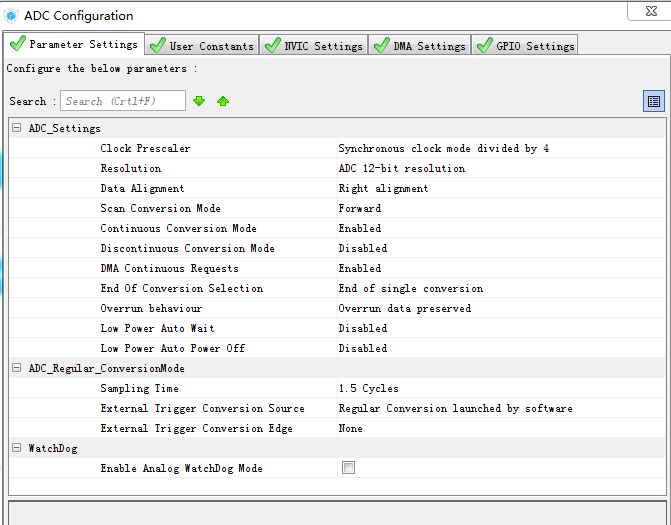 ADC Configuration
Parameter Settings User Constants NVIC Settings DMA Settings GPIO Settings
Configure the below parameters :
Search : Search (Crtl+F)
ADC_Settings
Clock Prescaler Synchronous clock mode divided by 4
Resolution ADC 12-bit resolution
Data Alignment Right alignment
Scan Conversion Mode Forward
Continuous Conversion Mode Enabled
Discontinuous Conversion Mode Disabled
DMA Continuous Requests Enabled
End Of Conversion Selection End of single conversion
Overrun behaviour Overrun data preserved
Low Power Auto Wait Disabled
Low Power Auto Power Off Disabled
ADC_Regular_ConversionMode
Sampling Time 1.5 Cycles
External Trigger Conversion Source Regular Conversion launched by software
External Trigger Conversion Edge None
WatchDog
Enable Analog WatchDog Mode